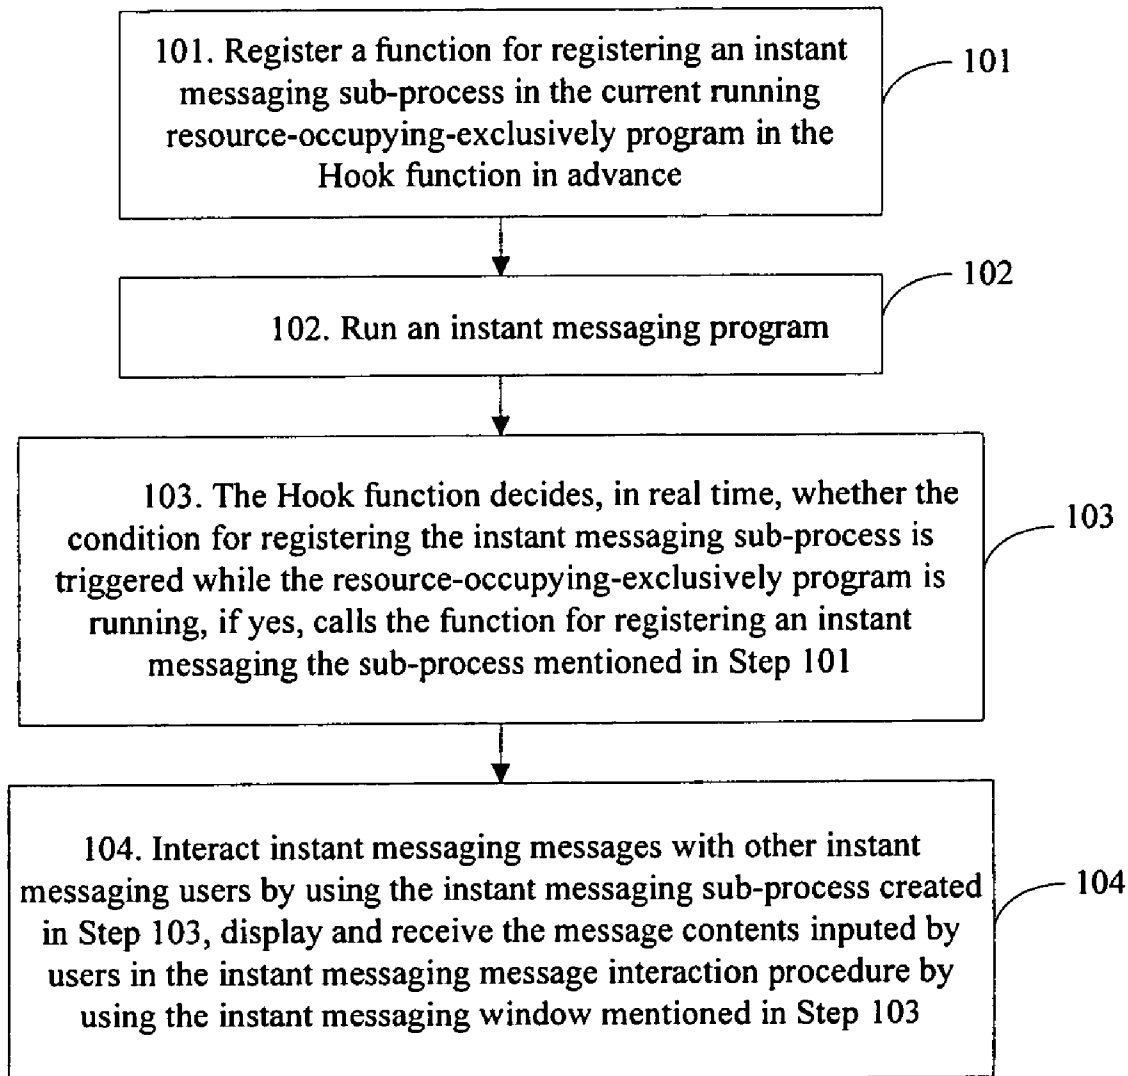 101. Register a function for registering an instant
messaging sub-process in the current running
resource-occupying-exclusively program in the
Hook function in advance
101
102. Run an instant messaging program
102
103. The Hook function decides, in real time, whether the
condition for registering the instant messaging sub-process is
triggered while the resource-occupying-exclusively program is
running, if yes, calls the function for registering an instant
messaging the sub-process mentioned in Step 101
103
104. Interact instant messaging messages with other instant
messaging users by using the instant messaging sub-process created
in Step 103, display and receive the message contents inputed by
users in the instant messaging message interaction procedure by
using the instant messaging window mentioned in Step 103
104